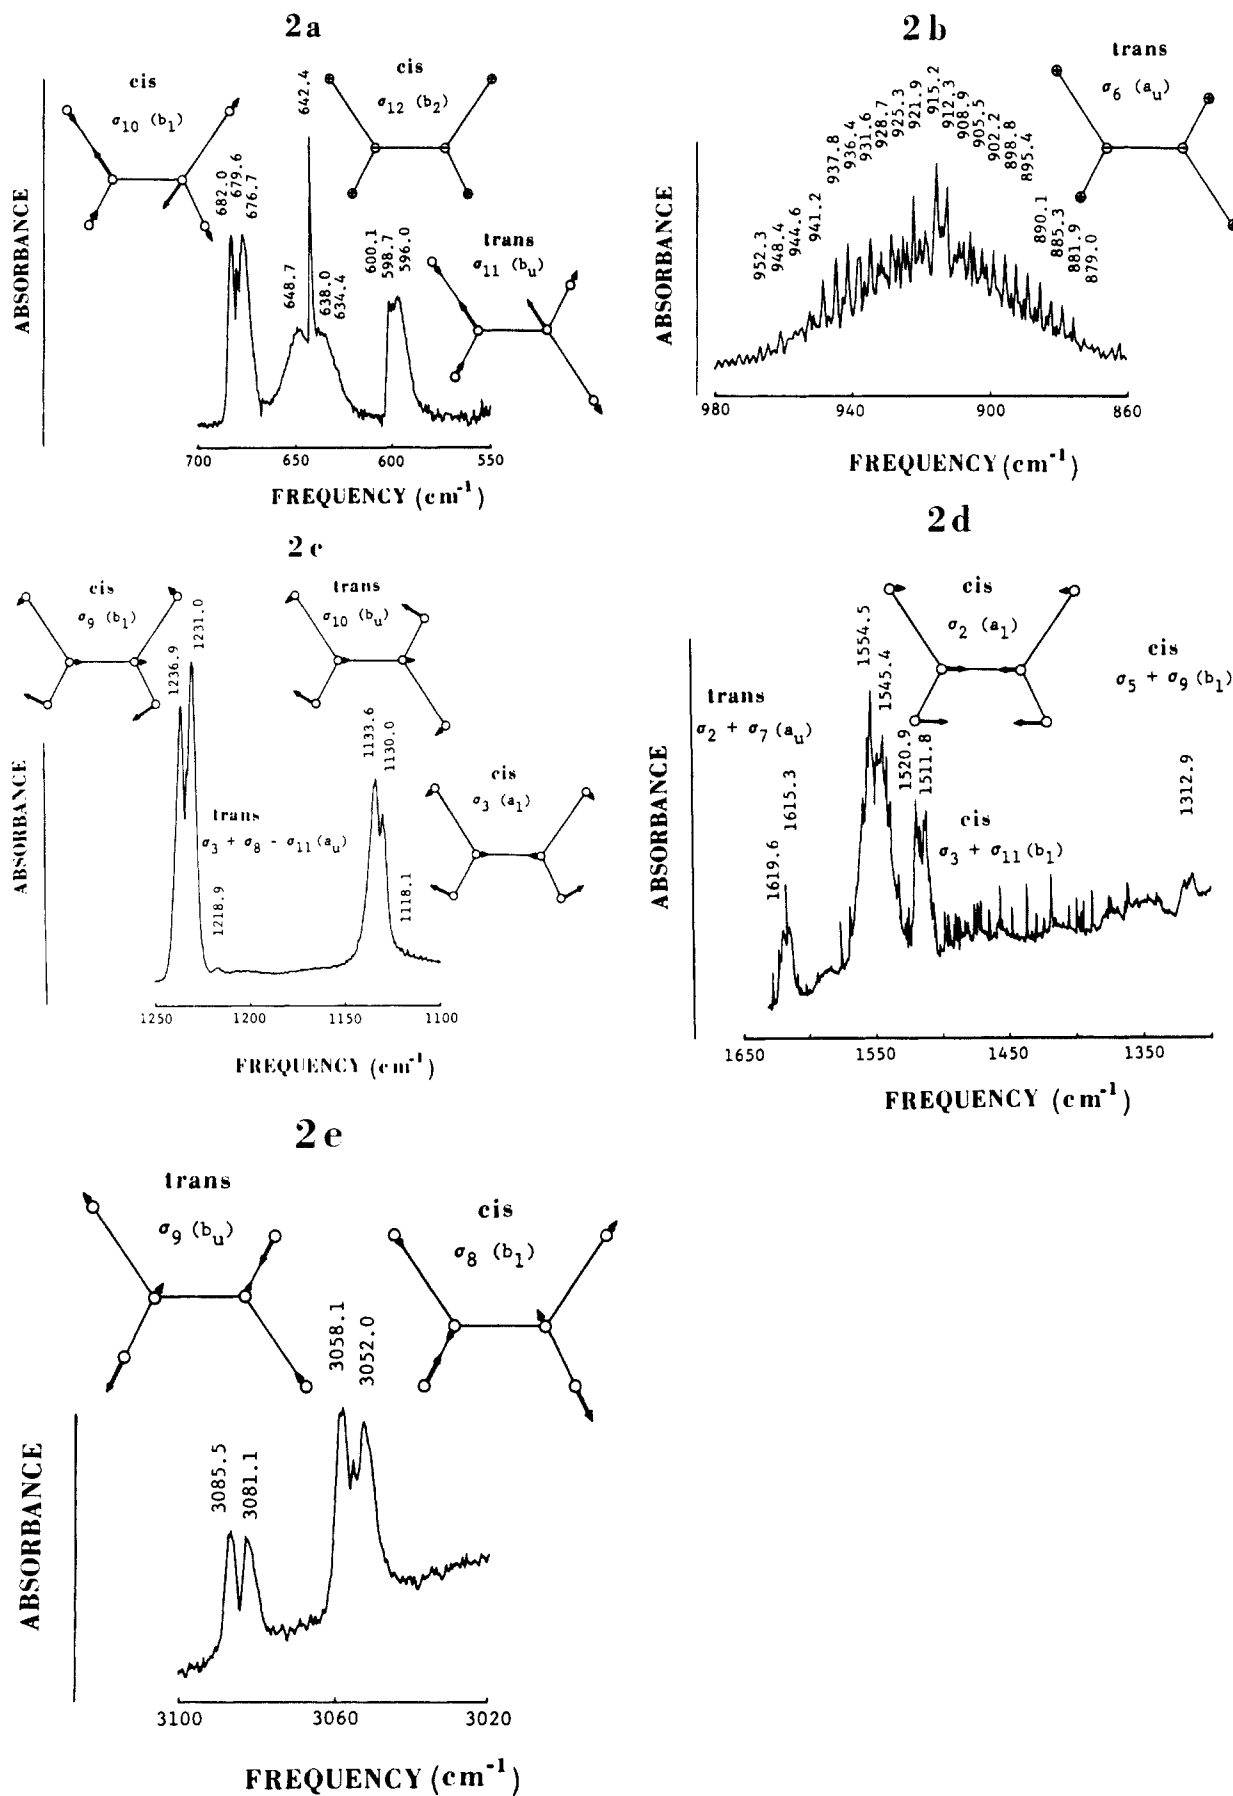 2a
cis
σ10 (b1)
682.0
679.6
676.7
642.4
cis
σ12 (b2)
648.7
638.0
634.4
600.1
598.7
596.0
trans
σ11 (bu)
ABSORBANCE
700 650 600 550
FREQUENCY (cm-1)
2b
trans
σ6 (au)
952.3
948.4
944.6
941.2
937.8
936.4
931.6
928.7
925.3
921.9
915.2
912.3
908.9
905.5
902.2
898.8
895.4
890.1
885.3
881.9
879.0
ABSORBANCE
980 940 900 860
FREQUENCY (cm-1)
2c
cis
σ9 (b1)
1236.9
1231.0
trans
σ10 (bu)
trans
σ3 + σ8 - σ11 (au)
1218.9
1133.6
1130.0
1118.1
cis
σ3 (a1)
ABSORBANCE
1250 1200 1150 1100
FREQUENCY (cm-1)
2d
trans
σ2 + σ7 (au)
1619.6
1615.3
1554.5
1545.4
cis
σ2 (a1)
1520.9
1511.8
cis
σ3 + σ11 (b1)
cis
σ5 + σ9 (b1)
1312.9
ABSORBANCE
1650 1550 1450 1350
FREQUENCY (cm-1)
2e
trans
σ9 (bu)
cis
σ8 (b1)
3085.5
3081.1
3058.1
3052.0
ABSORBANCE
3100 3060 3020
FREQUENCY (cm-1)